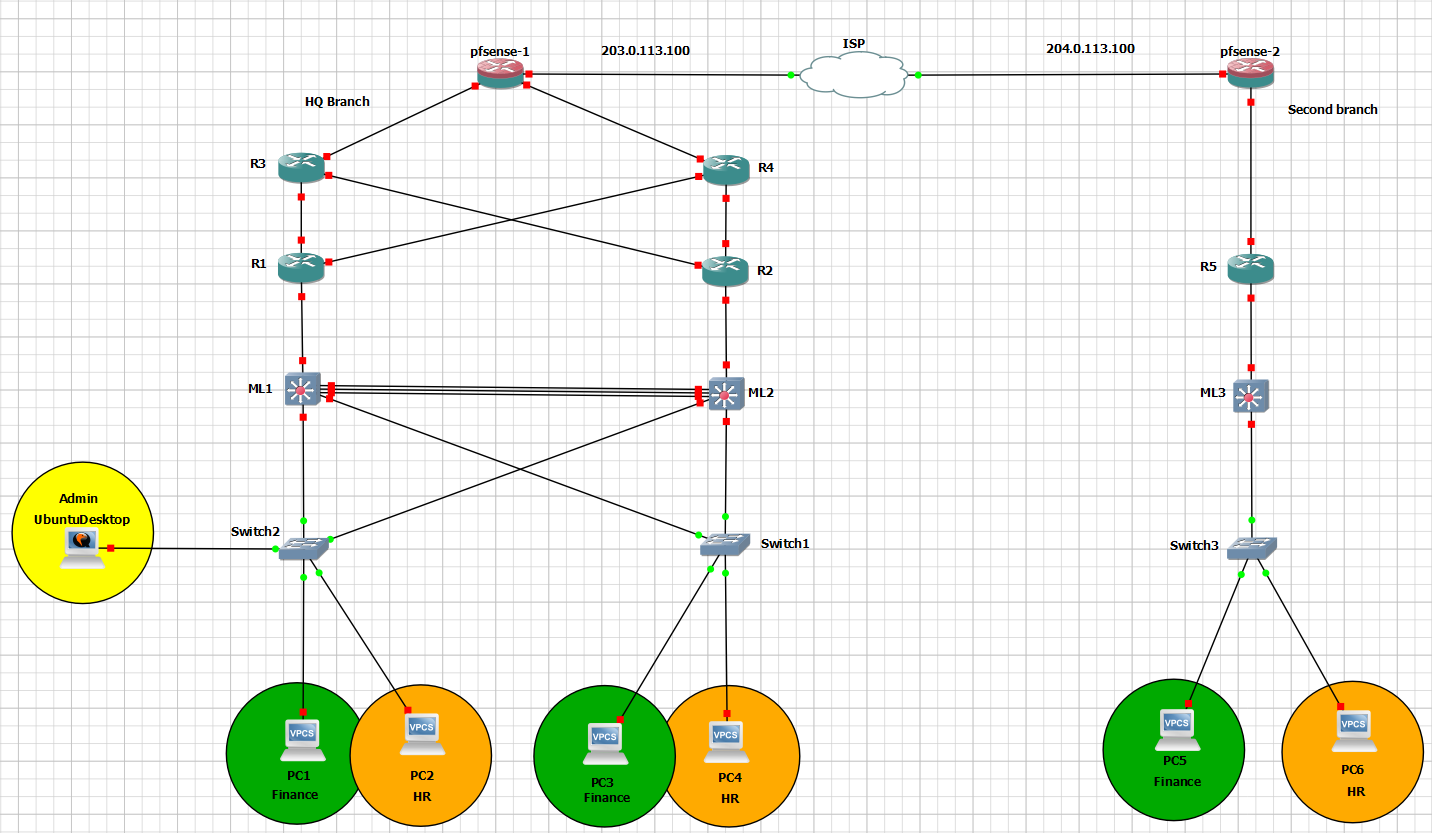 pfsense-1
203.0.113.100
ISP
204.0.113.100
pfsense-2
HQ Branch
Second branch
R3
R4
R1
R2
R5
ML1
ML2
ML3
Admin
UbuntuDesktop
Switch2
Switch1
Switch3
VPCS
PC1
Finance
VPCS
PC2
HR
VPCS
PC3
Finance
VPCS
PC4
HR
VPCS
PC5
Finance
VPCS
PC6
HR